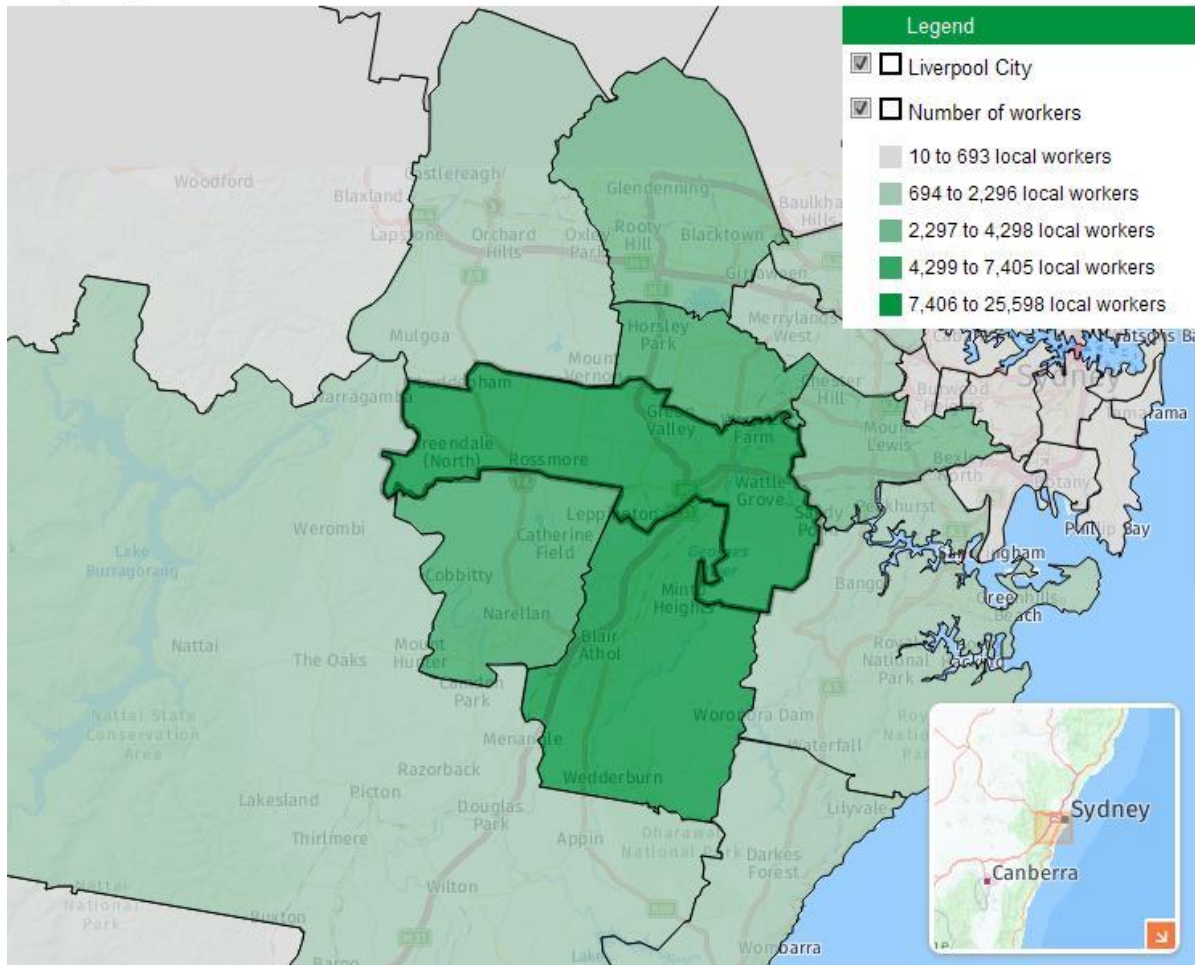 Legend
Liverpool City
Number of workers
10 to 693 local workers
694 to 2,296 local workers
2,297 to 4,298 local workers
4,299 to 7,405 local workers
7,406 to 25,598 local workers
Woodford
Blaxland
Castlereagh
Glendenning
Lapstone
Orchard
Hills
Oxley
Park
Rooty
Hill
Blacktown
A9
M7
Girraween
Mulgoa
Horsley
Park
Merrylands
West
Sydney
Mount
Vernon
Chester
Hill
Green
Valley
Farm
Mount
Lewis
Greendale
(North)
Rossmore
Wattle
Grove
Bexley
North
Botany
Leppington
Sandy
Point
Phillip Bay
Catherine
Field
Werombi
Lake
Burragorang
Cobbitty
Minto
Heights
Greenhills
Beach
Narellan
Nattai
The Oaks
Mount
Hunter
Blair
Athol
Royal
National
Park
Camden
Park
Nattai State
Conservation
Area
Menangle
Woronora Dam
Waterfall
Razorback
Wedderburn
Lakesland
Picton
Douglas
Park
Lilyvale
Thirlmere
Appin
Dharawal
National Park
Darkes
Forest
Wilton
Nattai
National
Park
Buxton
M31
Bargo
Wombarra
Sydney
Canberra